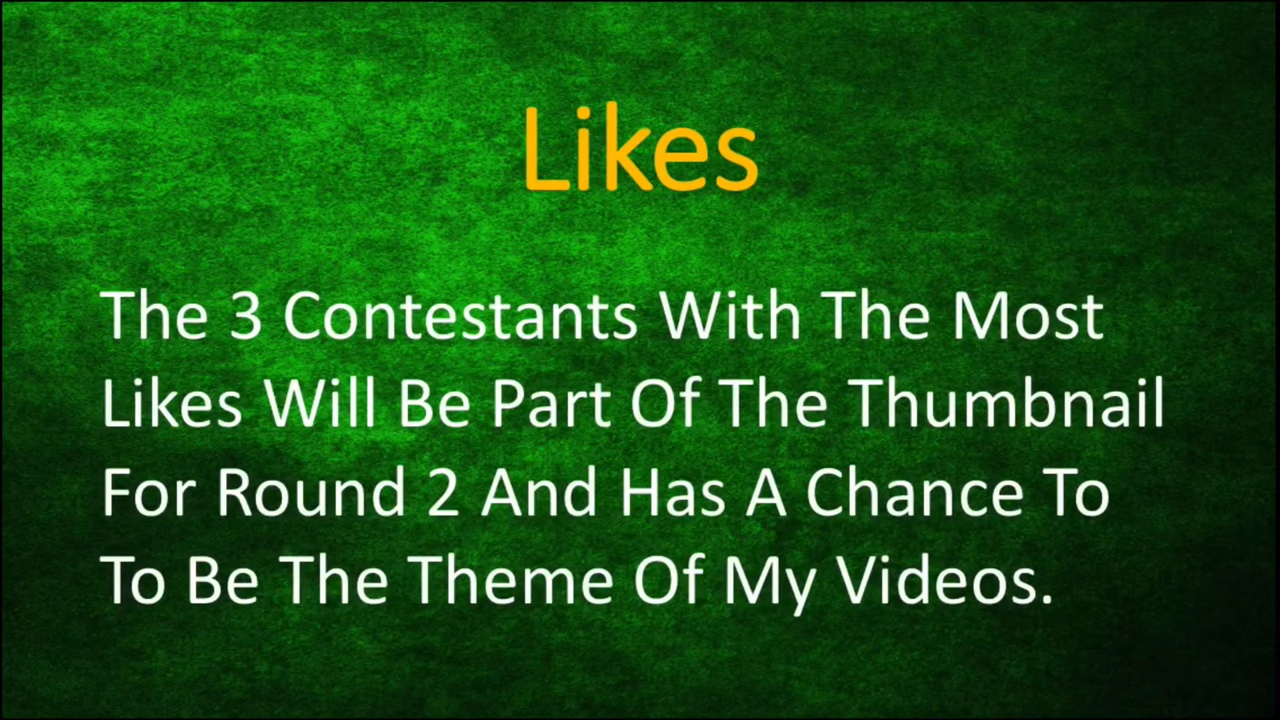 Likes
The 3 Contestants With The Most
Likes Will Be Part Of The Thumbnail
For Round 2 And Has A Chance To
To Be The Theme Of My Videos.